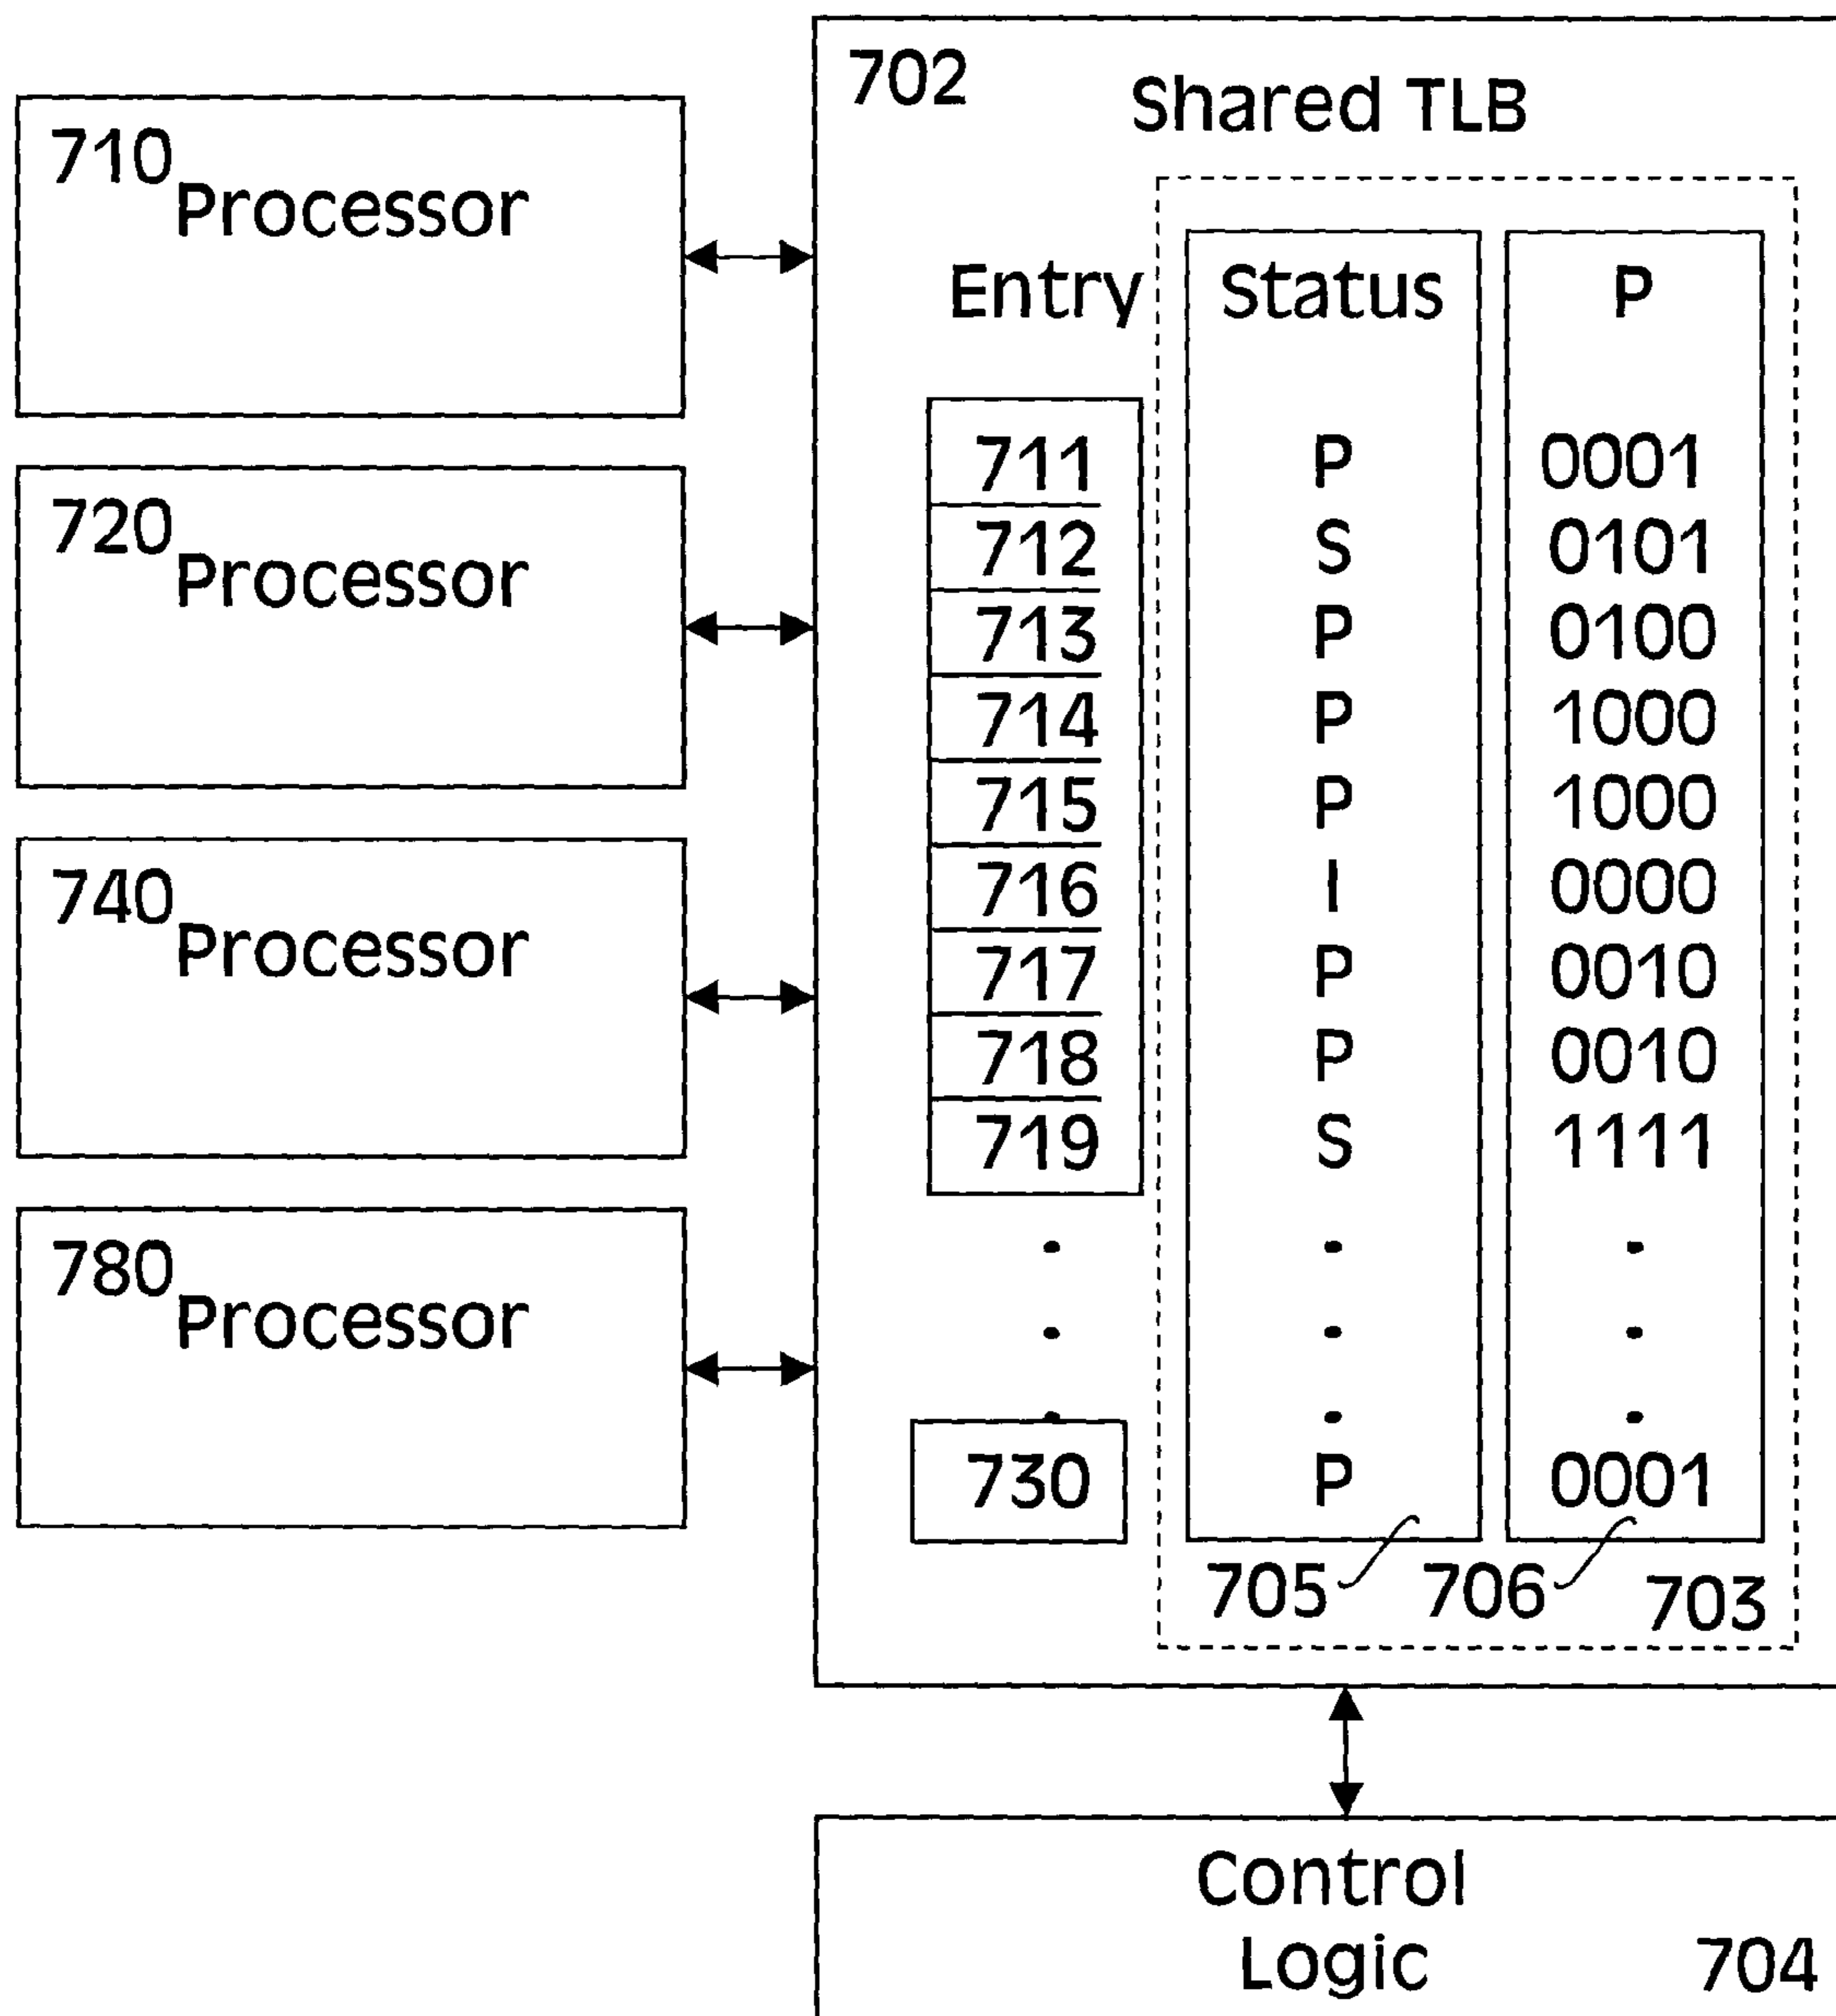 702
Shared TLB
710
Processor
720
Processor
740
Processor
780
Processor
Entry Status P
711 P 0001
712 S 0101
713 P 0100
714 P 1000
715 P 1000
716 I 0000
717 P 0010
718 P 0010
719 S 1111
730 P 0001
705 706 703
Control
Logic 704